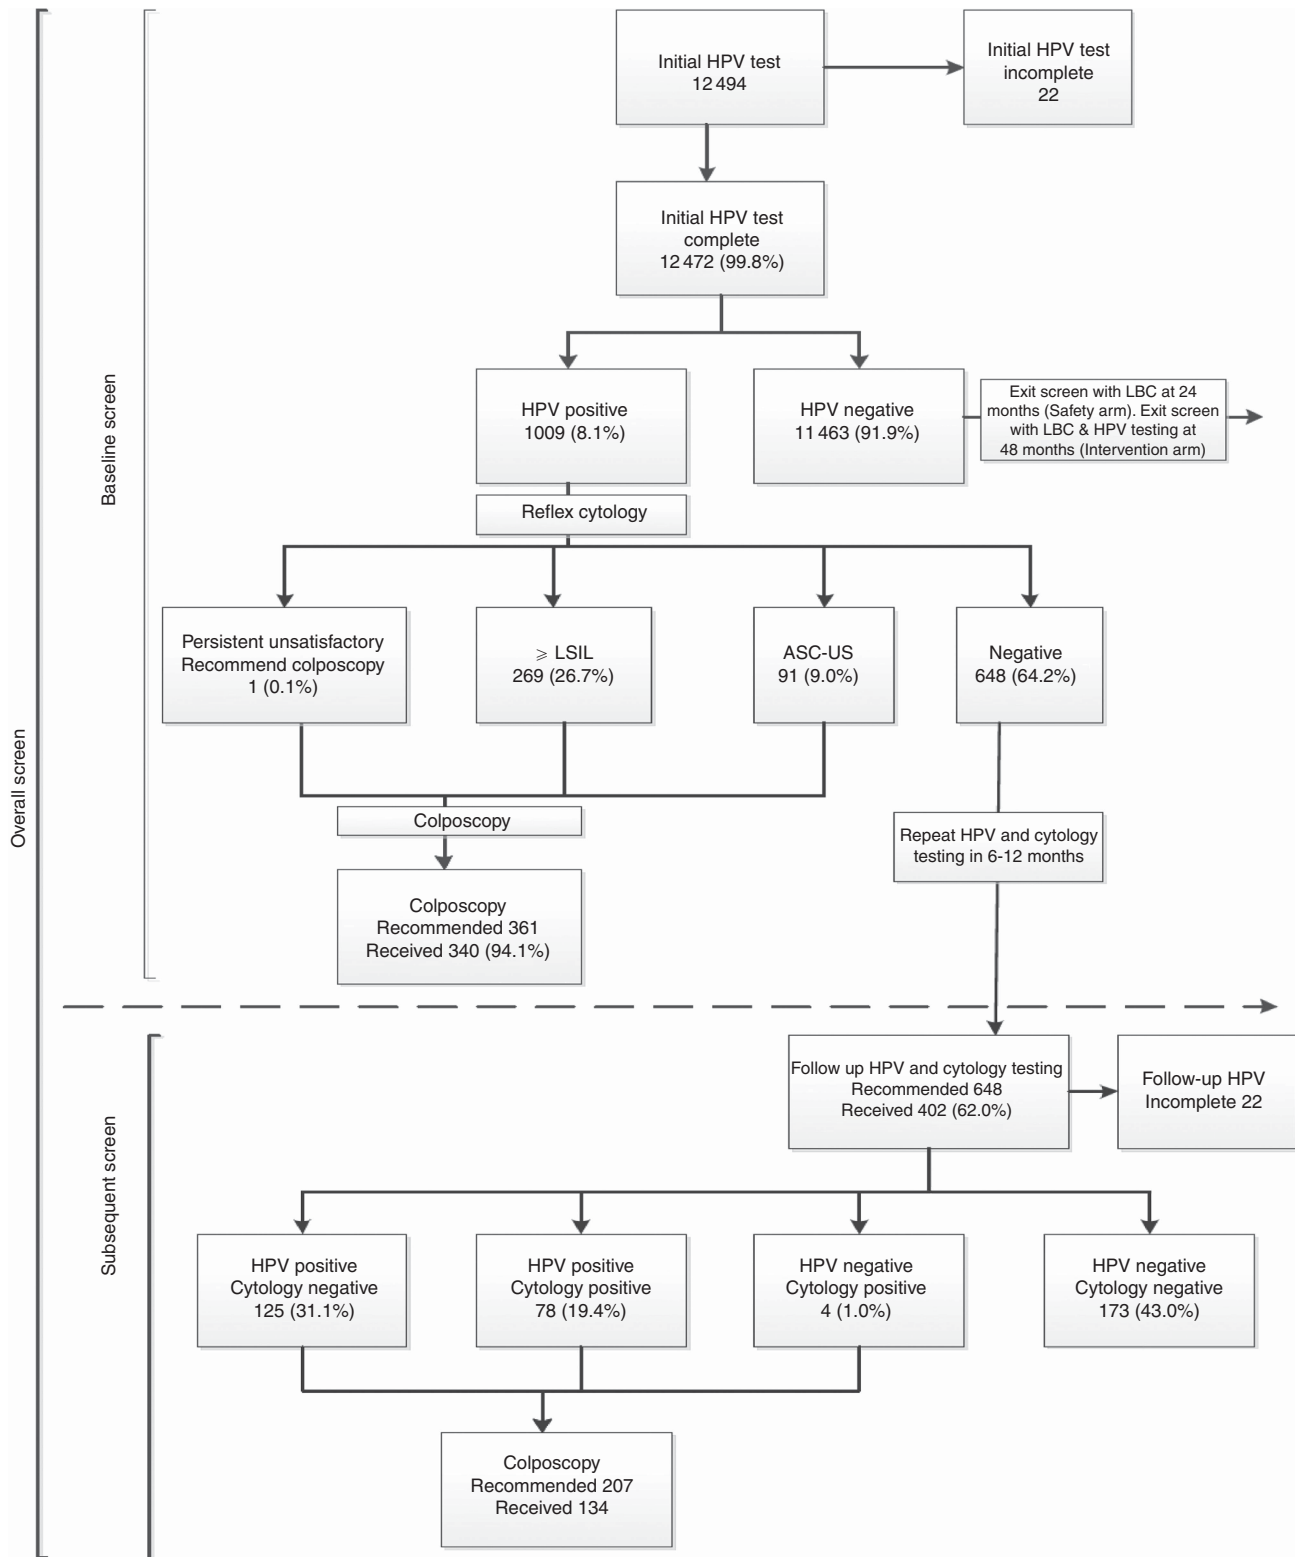 Initial HPV test
12 494
Initial HPV test
incomplete
22
Initial HPV test
complete
12 472 (99.8%)
HPV positive
1009 (8.1%)
HPV negative
11 463 (91.9%)
Exit screen with LBC at 24
months (Safety arm). Exit screen
with LBC & HPV testing at
48 months (Intervention arm)
Baseline screen
Reflex cytology
Persistent unsatisfactory
Recommend colposcopy
1 (0.1%)
⩾ LSIL
269 (26.7%)
ASC-US
91 (9.0%)
Negative
648 (64.2%)
Overall screen
Colposcopy
Repeat HPV and cytology
testing in 6-12 months
Colposcopy
Recommended 361
Received 340 (94.1%)
Follow up HPV and cytology testing
Recommended 648
Received 402 (62.0%)
Follow-up HPV
Incomplete 22
Subsequent screen
HPV positive
Cytology negative
125 (31.1%)
HPV positive
Cytology positive
78 (19.4%)
HPV negative
Cytology positive
4 (1.0%)
HPV negative
Cytology negative
173 (43.0%)
Colposcopy
Recommended 207
Received 134